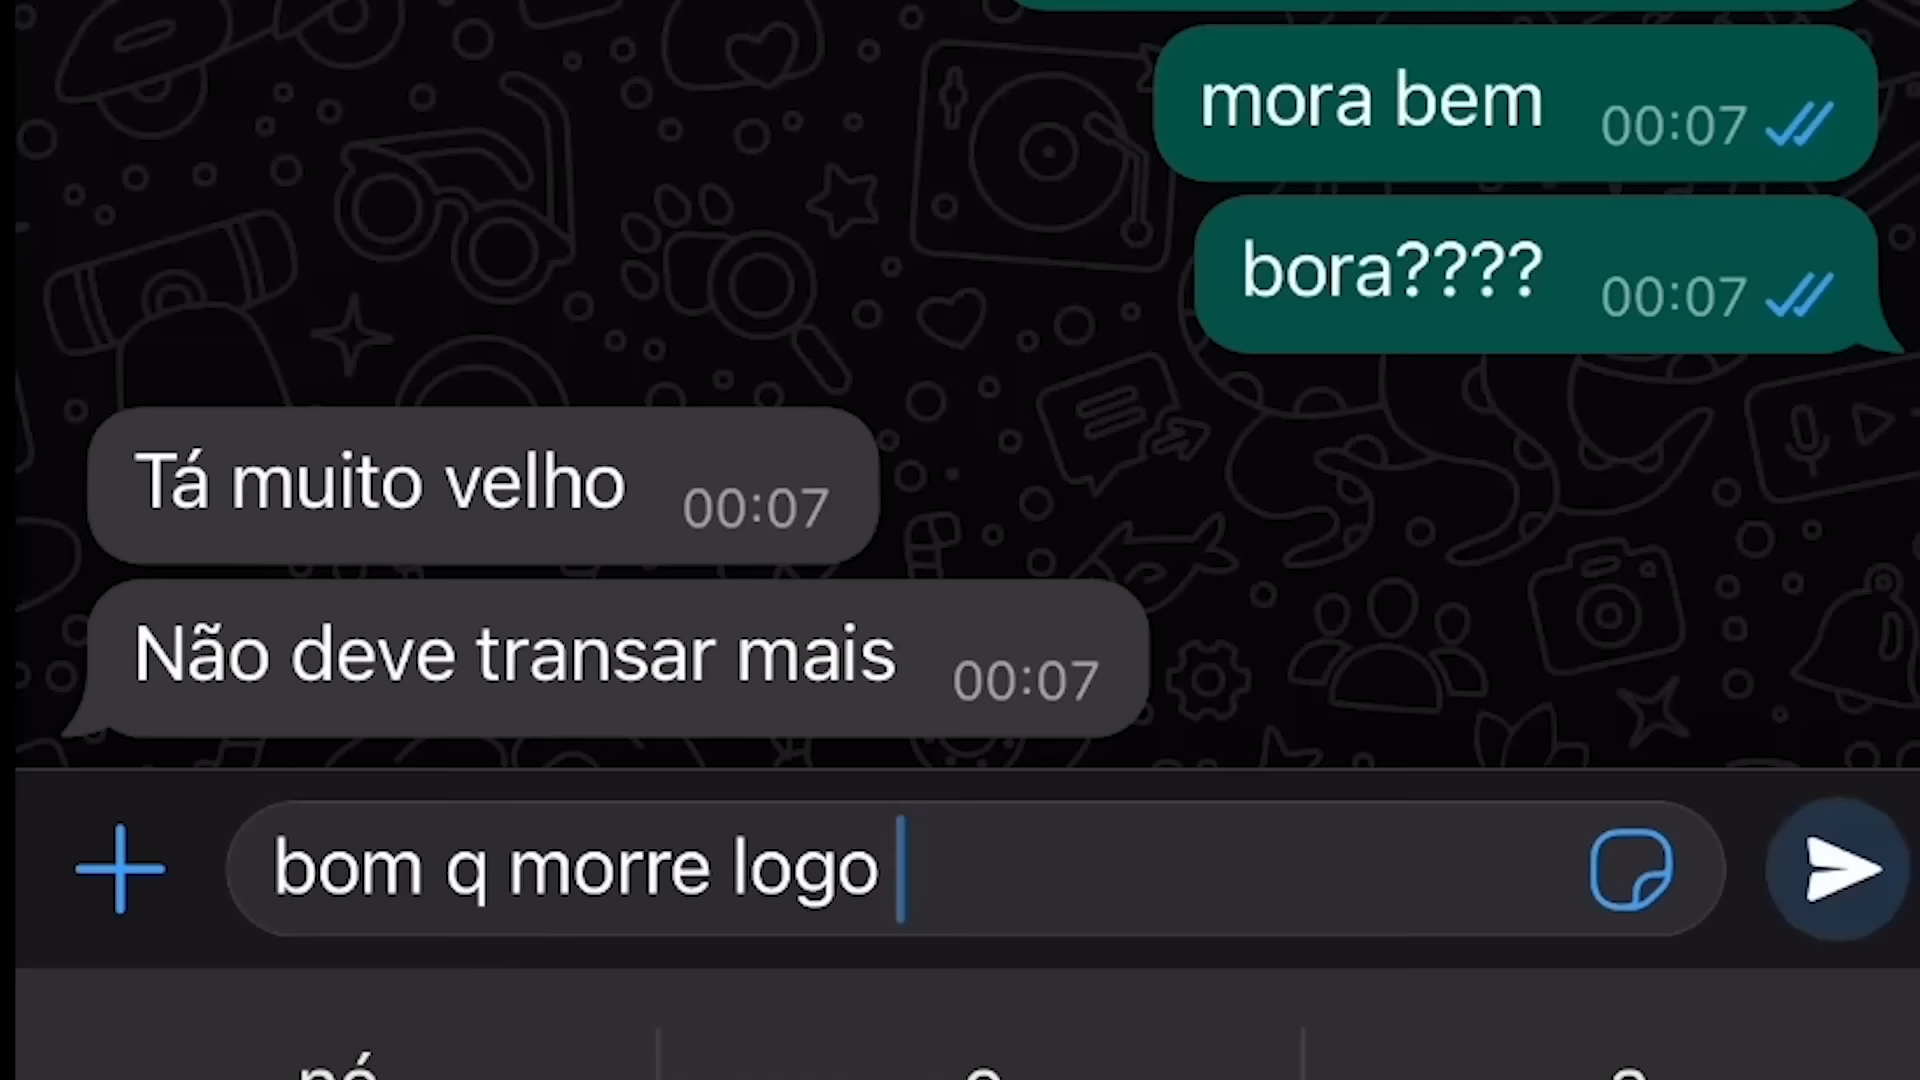 mora bem 00:07
bora???? 00:07
Tá muito velho 00:07
Não deve transar mais 00:07
bom q morre logo